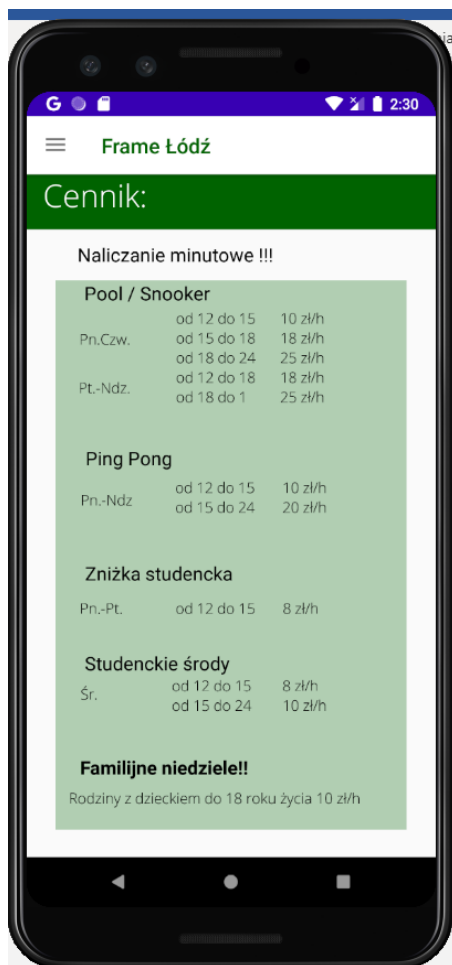 ia
G 2:30
Frame Łódź
Cennik:
Naliczanie minutowe !!!
Pool / Snooker
Pn.Czw. od 12 do 15 10 zł/h
od 15 do 18 18 zł/h
od 18 do 24 25 zł/h
Pt.-Ndz. od 12 do 18 18 zł/h
od 18 do 1 25 zł/h
Ping Pong
Pn.-Ndz od 12 do 15 10 zł/h
od 15 do 24 20 zł/h
Zniżka studencka
Pn.-Pt. od 12 do 15 8 zł/h
Studenckie środy
Śr. od 12 do 15 8 zł/h
od 15 do 24 10 zł/h
Familijne niedziele!!
Rodziny z dzieckiem do 18 roku życia 10 zł/h